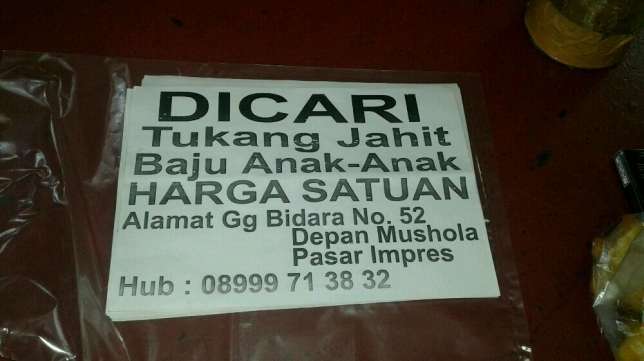 DICARI
Tukang Jahit
Baju Anak-Anak
HARGA SATUAN
Alamat Gg Bidara No. 52
Depan Mushola
Pasar Impres
Hub : 08999 71 38 32